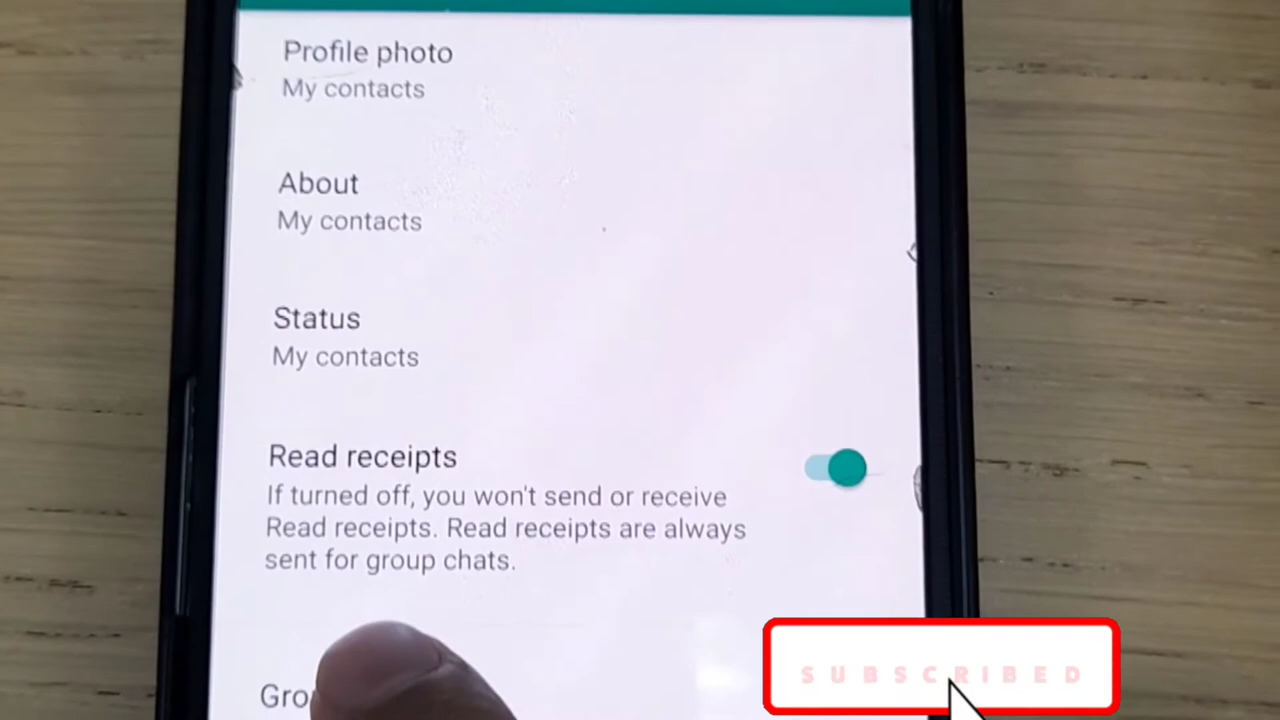 Profile photo
My contacts
About
My contacts
Status
My contacts
Read receipts
If turned off, you won't send or receive
Read receipts. Read receipts are always
sent for group chats.
SUBSCRIBED